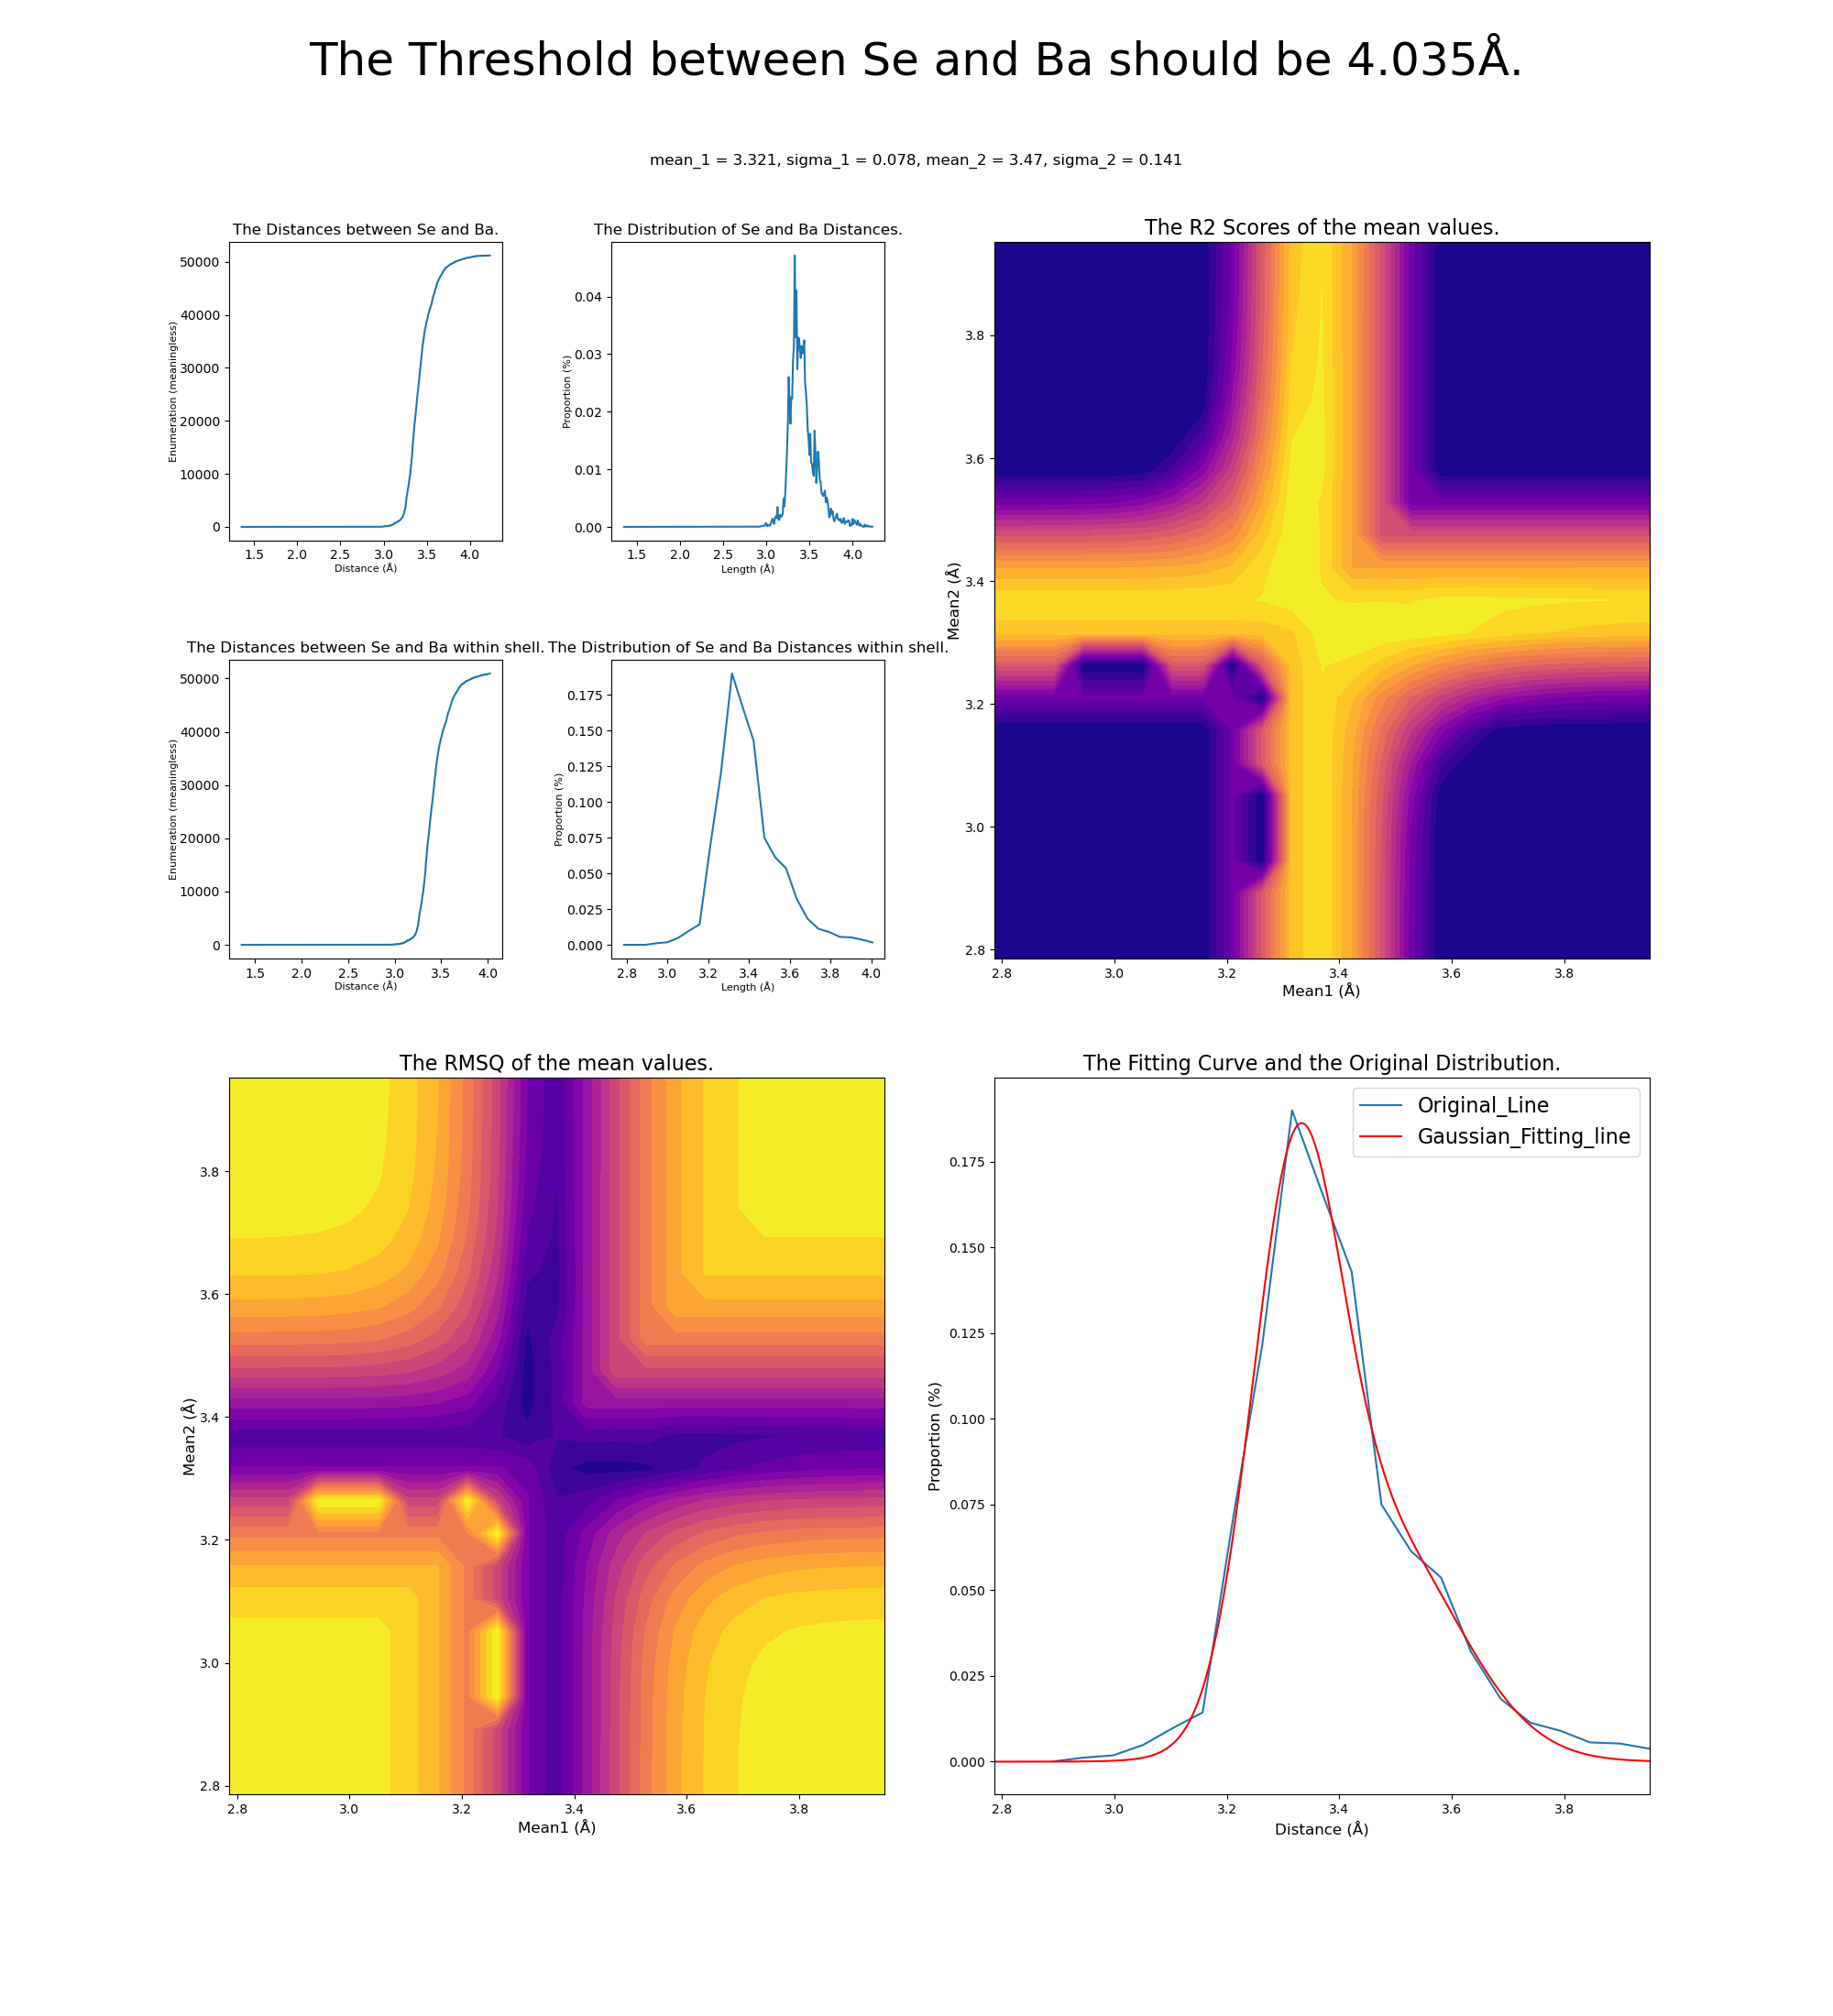 The Threshold between Se and Ba should be 4.035Å.
mean_1 = 3.321, sigma_1 = 0.078, mean_2 = 3.47, sigma_2 = 0.141
The Distances between Se and Ba.
50000
40000
30000
20000
10000
0
Enumeration (meaningless)
1.5 2.0 2.5 3.0 3.5 4.0
Distance (Å)
The Distribution of Se and Ba Distances.
0.04
0.03
0.02
0.01
0.00
Proportion (%)
1.5 2.0 2.5 3.0 3.5 4.0
Length (Å)
The R2 Scores of the mean values.
3.8
3.6
3.4
3.2
3.0
2.8
Mean2 (Å)
2.8 3.0 3.2 3.4 3.6 3.8
Mean1 (Å)
The Distances between Se and Ba within shell.
50000
40000
30000
20000
10000
0
Enumeration (meaningless)
1.5 2.0 2.5 3.0 3.5 4.0
Distance (Å)
The Distribution of Se and Ba Distances within shell.
0.175
0.150
0.125
0.100
0.075
0.050
0.025
0.000
Proportion (%)
2.8 3.0 3.2 3.4 3.6 3.8 4.0
Length (Å)
The RMSQ of the mean values.
3.8
3.6
3.4
3.2
3.0
2.8
Mean2 (Å)
2.8 3.0 3.2 3.4 3.6 3.8
Mean1 (Å)
The Fitting Curve and the Original Distribution.
Original_Line
Gaussian_Fitting_line
0.175
0.150
0.125
0.100
0.075
0.050
0.025
0.000
Proportion (%)
2.8 3.0 3.2 3.4 3.6 3.8
Distance (Å)